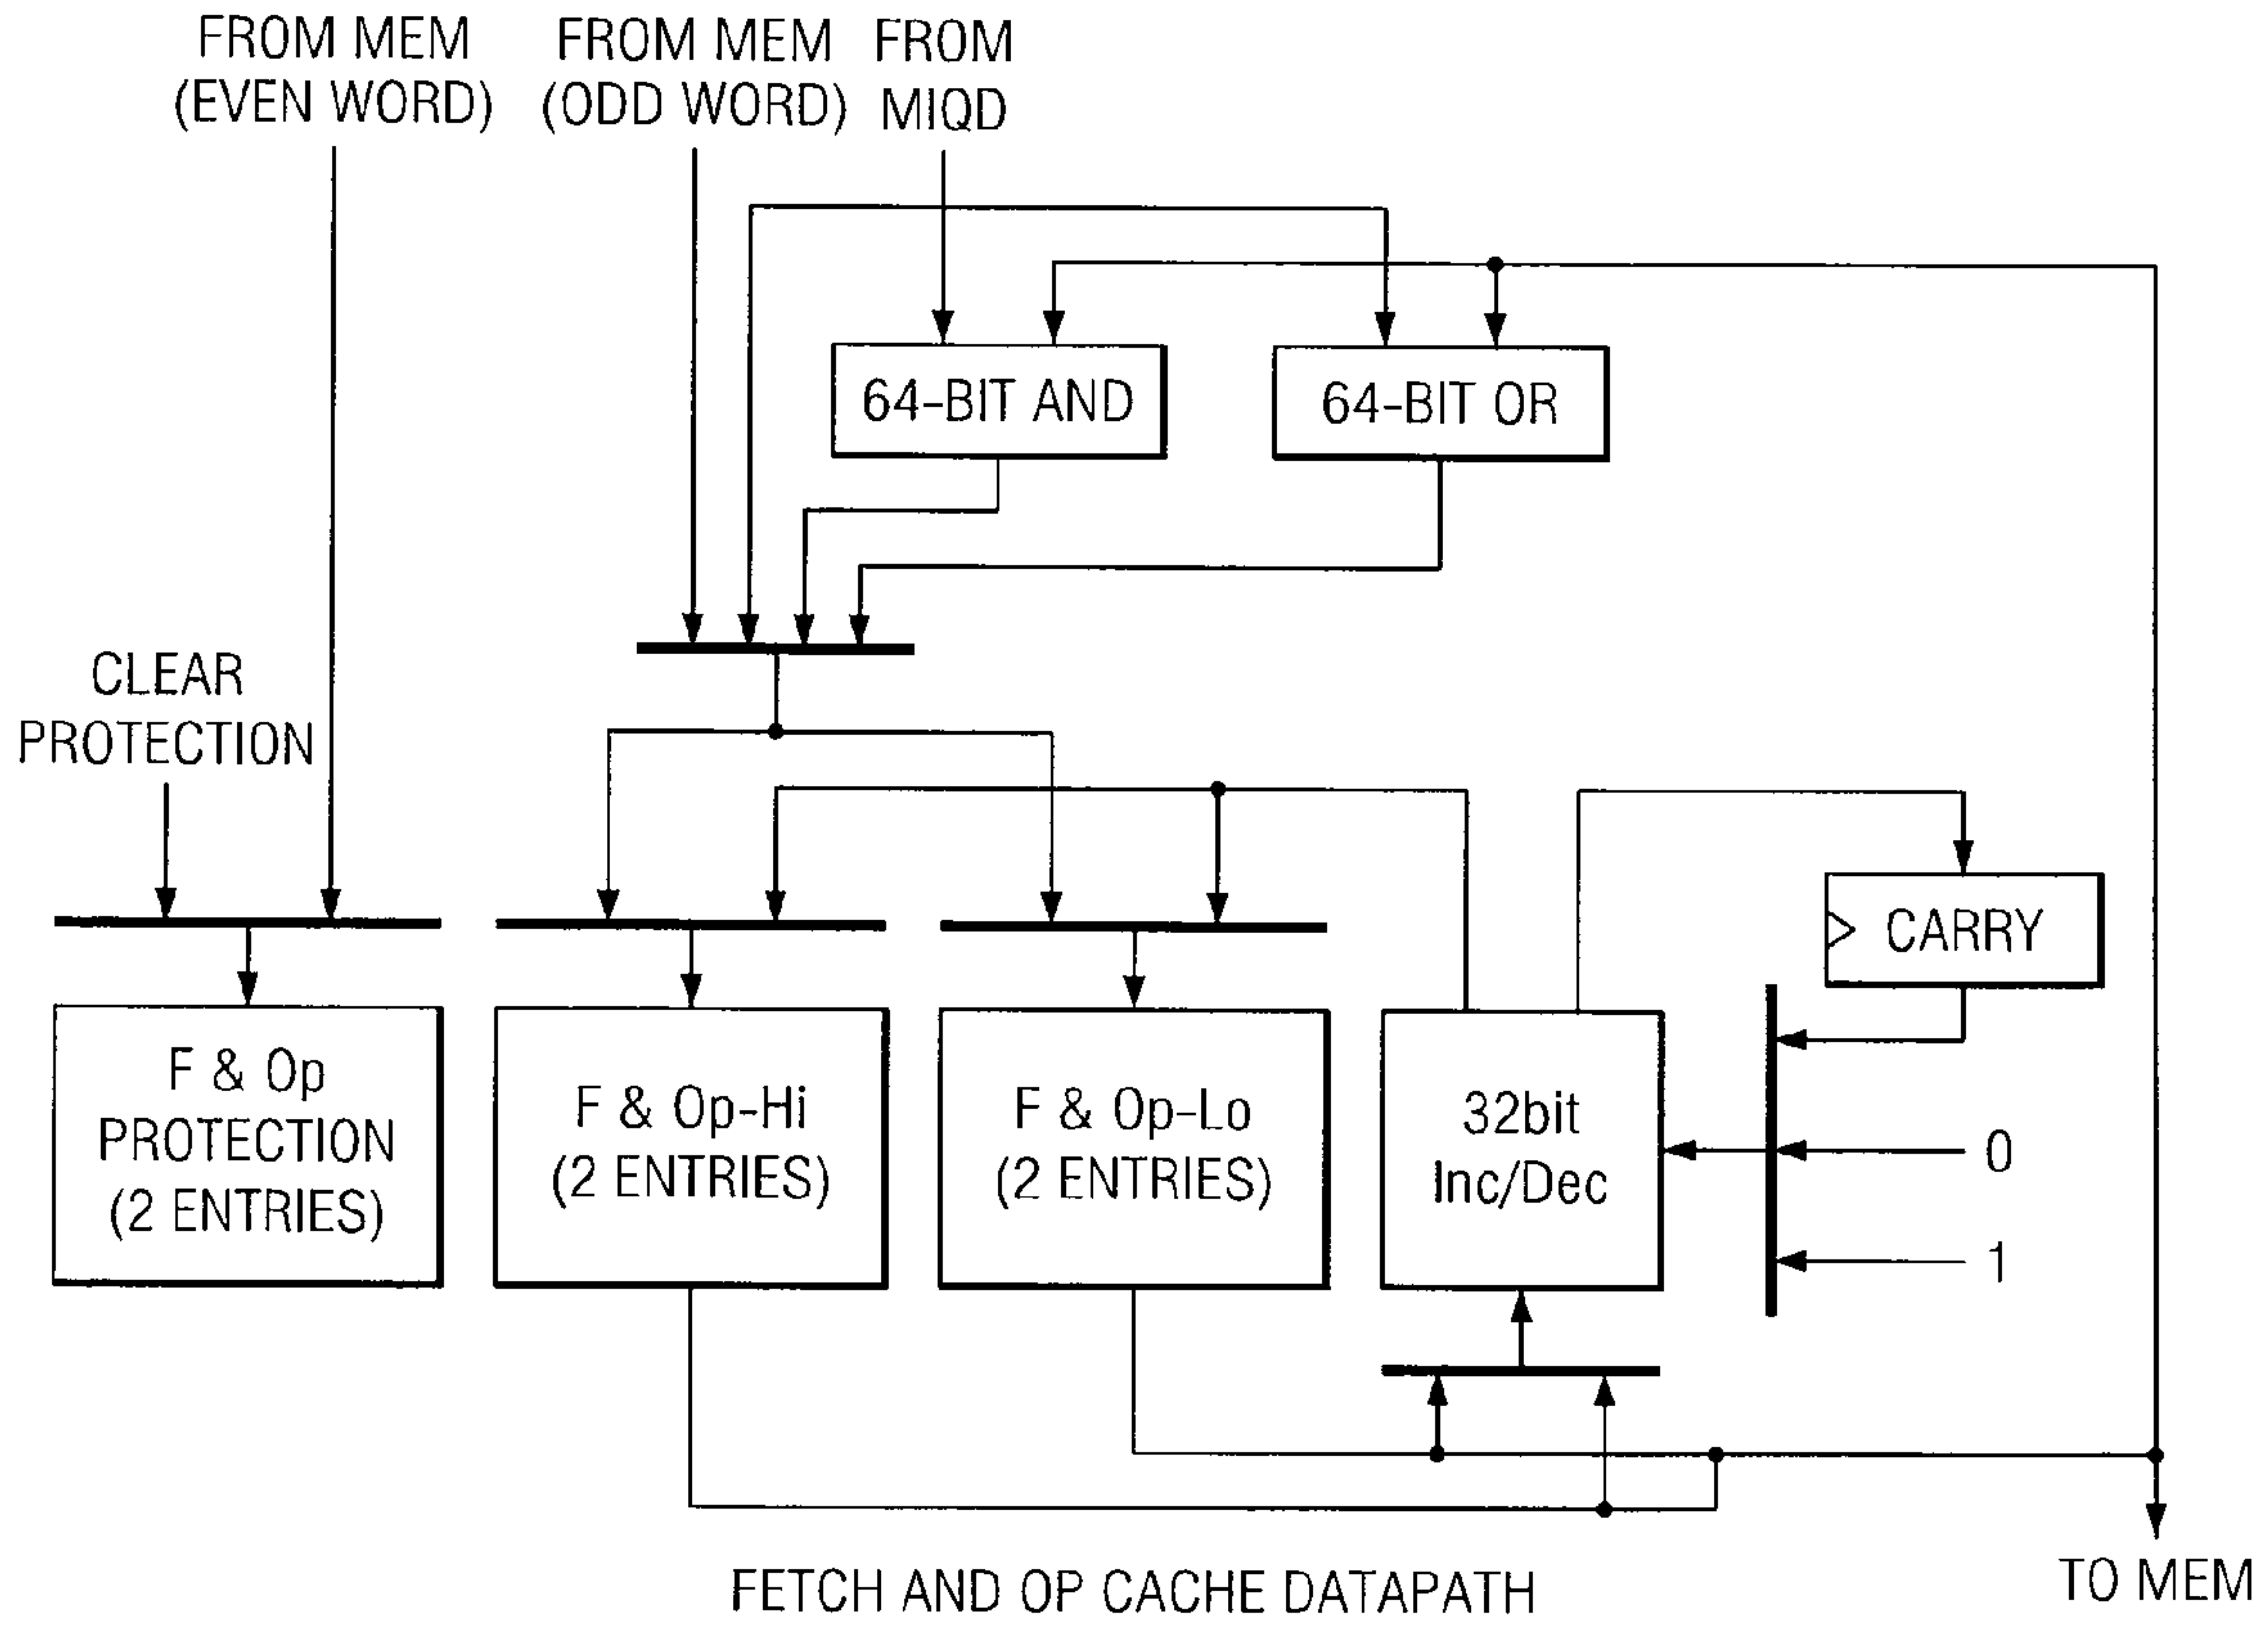 FROM MEM
(EVEN WORD)
FROM MEM
(ODD WORD)
FROM
MIQD
64-BIT AND
64-BIT OR
CLEAR
PROTECTION
CARRY
F & Op
PROTECTION
(2 ENTRIES)
F & Op-Hi
(2 ENTRIES)
F & Op-Lo
(2 ENTRIES)
32bit
Inc/Dec
0
1
TO MEM
FETCH AND OP CACHE DATAPATH